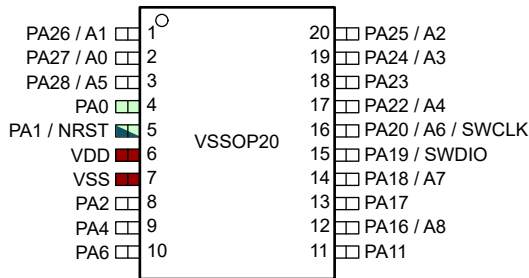 PA26 / A1 1 20 PA25 / A2
PA27 / A0 2 19 PA24 / A3
PA28 / A5 3 18 PA23
PA0 4 17 PA22 / A4
PA1 / NRST 5 VSSOP20 16 PA20 / A6 / SWCLK
VDD 6 15 PA19 / SWDIO
VSS 7 14 PA18 / A7
PA2 8 13 PA17
PA4 9 12 PA16 / A8
PA6 10 11 PA11